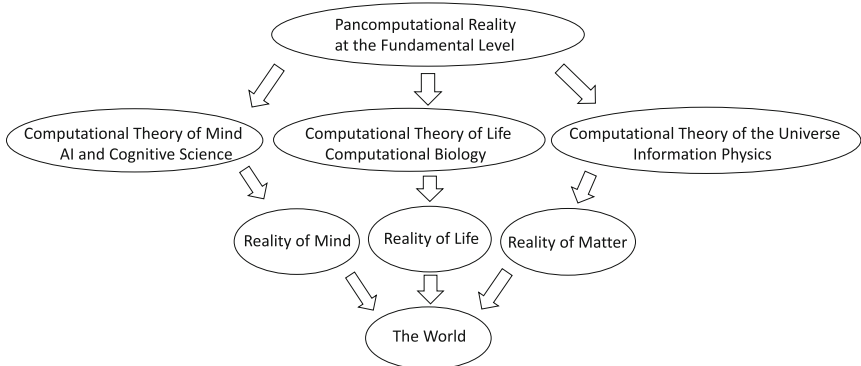 Pancomputational Reality
at the Fundamental Level
Computational Theory of Mind
AI and Cognitive Science
Computational Theory of Life
Computational Biology
Computational Theory of the Universe
Information Physics
Reality of Mind
Reality of Life
Reality of Matter
The World